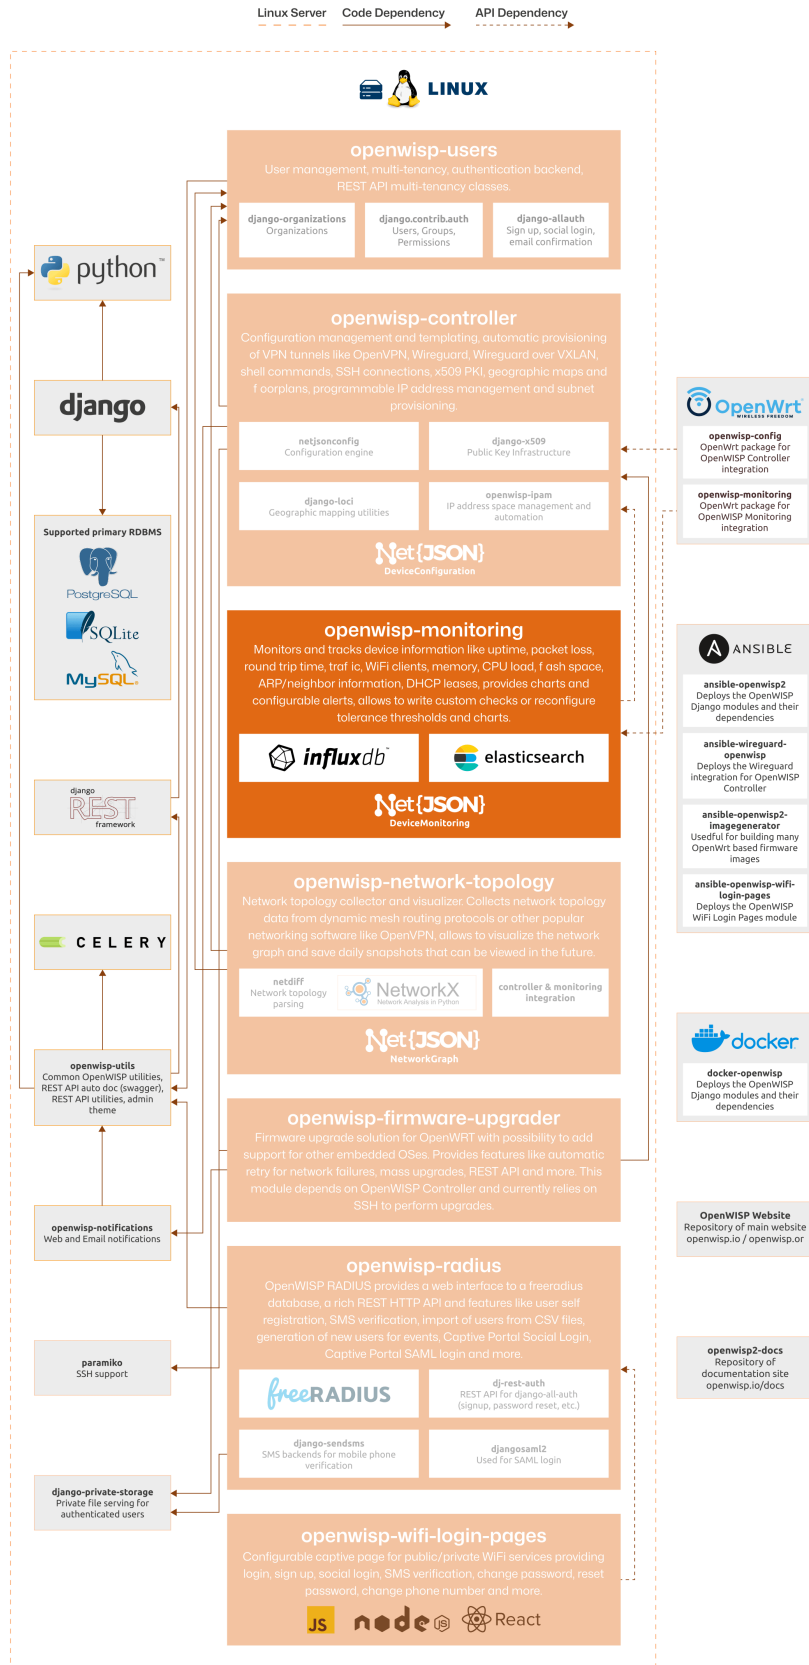 Linux Server
Code Dependency
API Dependency
LINUX
openwisp-users
User management, multi-tenancy, authentication backend,
REST API multi-tenancy classes.
django-organizations
Organizations
django.contrib.auth
Users, Groups,
Permissions
django-allauth
Sign up, social login,
email confirmation
python™
django
Supported primary RDBMS
PostgreSQL
SQLite
MySQL®
django
REST
framework
CELERY
openwisp-utils
Common OpenWISP utilities,
REST API auto doc (swagger),
REST API utilities, admin
theme
openwisp-notifications
Web and Email notifications
paramiko
SSH support
django-private-storage
Private file serving for
authenticated users
openwisp-controller
Configuration management and templating, automatic provisioning
of VPN tunnels like OpenVPN, Wireguard, Wireguard over VXLAN,
shell commands, SSH connections, x509 PKI, geographic maps and
f oorplans, programmable IP address management and subnet
provisioning.
netjsonconfig
Configuration engine
django-x509
Public Key Infrastructure
django-loci
Geographic mapping utilities
openwisp-ipam
IP address space management and
automation
Net{JSON}
DeviceConfiguration
openwisp-monitoring
Monitors and tracks device information like uptime, packet loss,
round trip time, traf ic, WiFi clients, memory, CPU load, f ash space,
ARP/neighbor information, DHCP leases, provides charts and
configurable alerts, allows to write custom checks or reconfigure
tolerance thresholds and charts.
influxdb™
elasticsearch
Net{JSON}
DeviceMonitoring
openwisp-network-topology
Network topology collector and visualizer. Collects network topology
data from dynamic mesh routing protocols or other popular
networking software like OpenVPN, allows to visualize the network
graph and save daily snapshots that can be viewed in the future.
netdiff
Network topology
parsing
NetworkX
Network Analysis in Python
controller & monitoring
integration
Net{JSON}
NetworkGraph
openwisp-firmware-upgrader
Firmware upgrade solution for OpenWRT with possibility to add
support for other embedded OSes. Provides features like automatic
retry for network failures, mass upgrades, REST API and more. This
module depends on OpenWISP Controller and currently relies on
SSH to perform upgrades.
openwisp-radius
OpenWISP RADIUS provides a web interface to a freeradius
database, a rich REST HTTP API and features like user self
registration, SMS verification, import of users from CSV files,
generation of new users for events, Captive Portal Social Login,
Captive Portal SAML login and more.
freeRADIUS
dj-rest-auth
REST API for django-all-auth
(signup, password reset, etc.)
django-sendsms
SMS backends for mobile phone
verification
djangosaml2
Used for SAML login
openwisp-wifi-login-pages
Configurable captive page for public/private WiFi services providing
login, sign up, social login, SMS verification, change password, reset
password, change phone number and more.
JS
node JS
React
OpenWrt
WIRELESS FREEDOM
openwisp-config
OpenWrt package for
OpenWISP Controller
integration
openwisp-monitoring
OpenWrt package for
OpenWISP Monitoring
integration
A ANSIBLE
ansible-openwisp2
Deploys the OpenWISP
Django modules and their
dependencies
ansible-wireguard-
openwisp
Deploys the Wireguard
integration for OpenWISP
Controller
ansible-openwisp2-
imagegenerator
Usedful for building many
OpenWrt based firmware
images
ansible-openwisp-wifi-
login-pages
Deploys the OpenWISP
WiFi Login Pages module
docker
docker-openwisp
Deploys the OpenWISP
Django modules and their
dependencies
OpenWISP Website
Repository of main website
openwisp.io / openwisp.or
openwisp2-docs
Repository of
documentation site
openwisp.io/docs